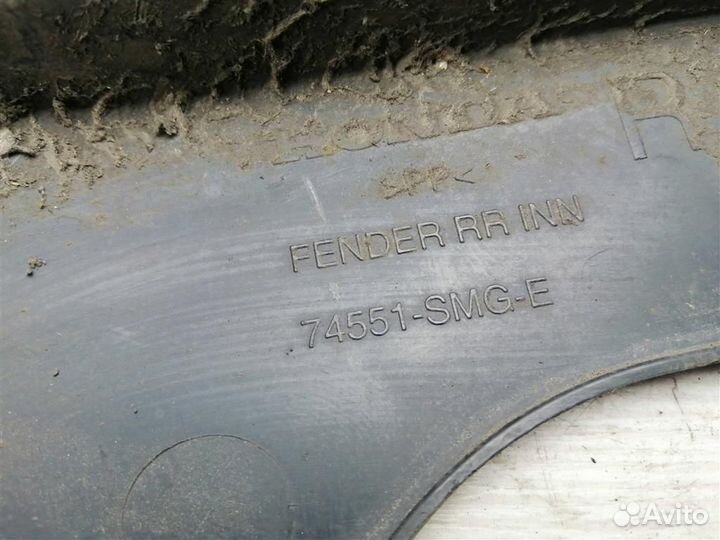 HONDA R
>PP<
FENDER RR INN
74551-SMG-E
Avito